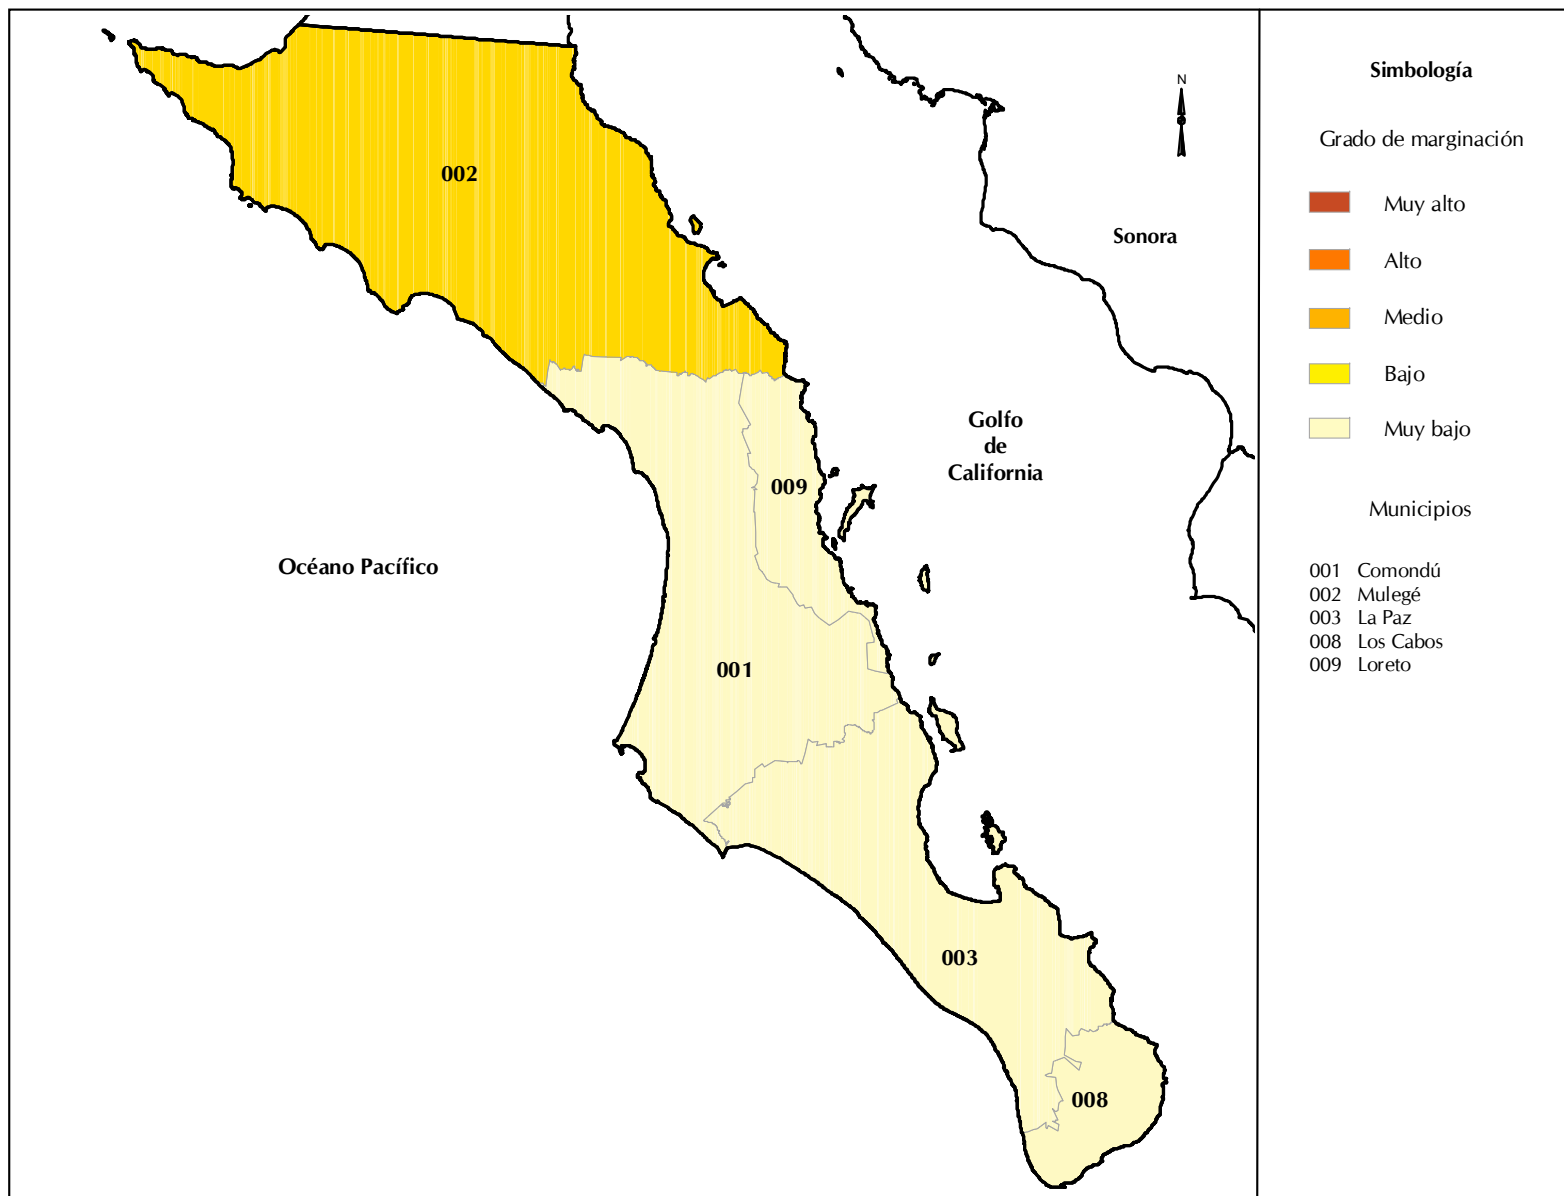 002
Sonora
Golfo
de
California
009
Océano Pacífico
001
003
008
Simbología
N
Grado de marginación
Muy alto
Alto
Medio
Bajo
Muy bajo
Municipios
001 Comondú
002 Mulegé
003 La Paz
008 Los Cabos
009 Loreto